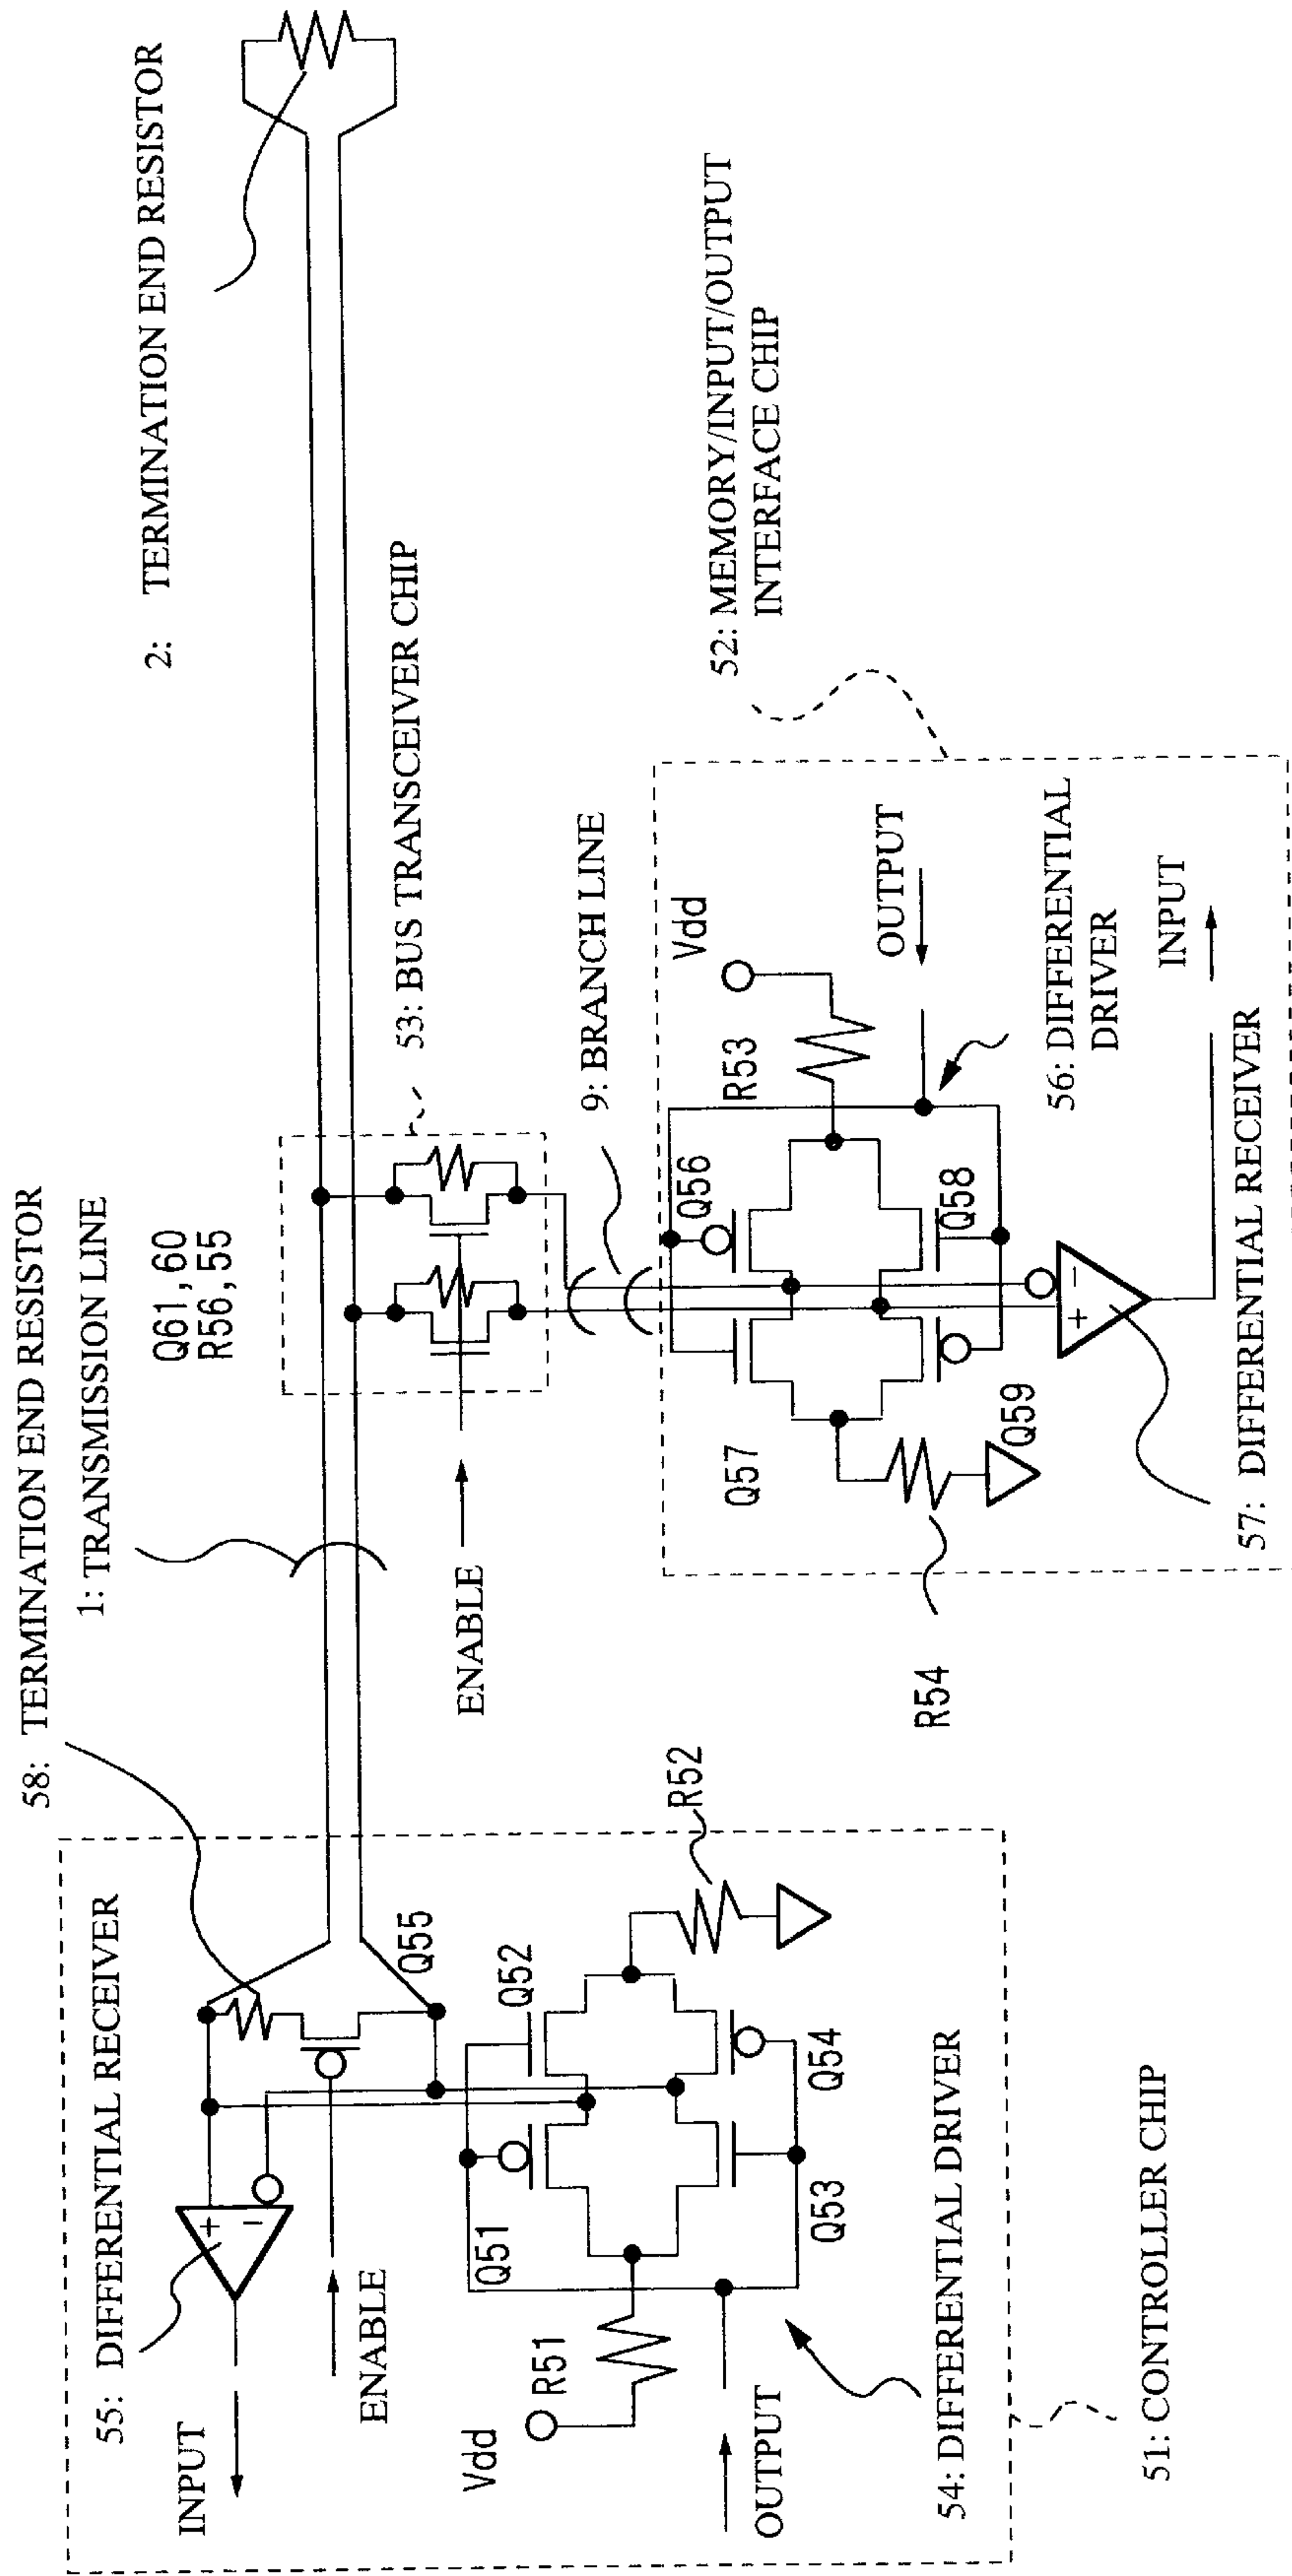 58: TERMINATION END RESISTOR
1: TRANSMISSION LINE
2: TERMINATION END RESISTOR
55: DIFFERENTIAL RECEIVER
INPUT
ENABLE
Q55
Vdd
R51
Q51
Q52
Q53
Q54
R52
OUTPUT
54: DIFFERENTIAL DRIVER
51: CONTROLLER CHIP
Q61,60
R56,55
53: BUS TRANSCEIVER CHIP
ENABLE
9: BRANCH LINE
52: MEMORY/INPUT/OUTPUT
INTERFACE CHIP
Vdd
R53
Q56
Q57
Q58
Q59
R54
OUTPUT
56: DIFFERENTIAL
DRIVER
INPUT
57: DIFFERENTIAL RECEIVER
+
−
+
−